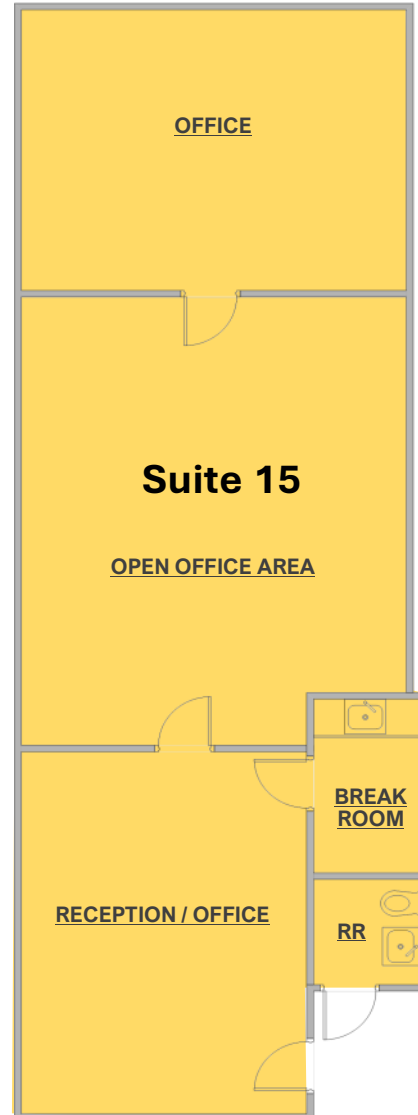 OFFICE
Suite 15
OPEN OFFICE AREA
BREAK
ROOM
RECEPTION / OFFICE
RR